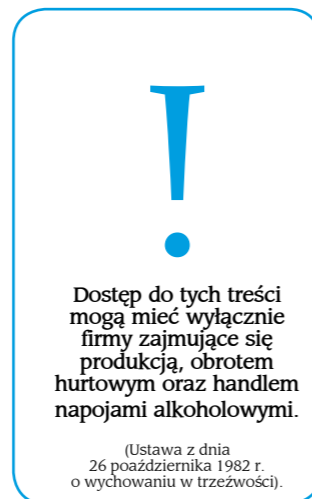 !
Dostęp do tych treści
mogą mieć wyłącznie
firmy zajmujące się
produkcją, obrotem
hurtowym oraz handlem
napojami alkoholowymi.
(Ustawa z dnia
26 poaździernika 1982 r.
o wychowaniu w trzeźwości).